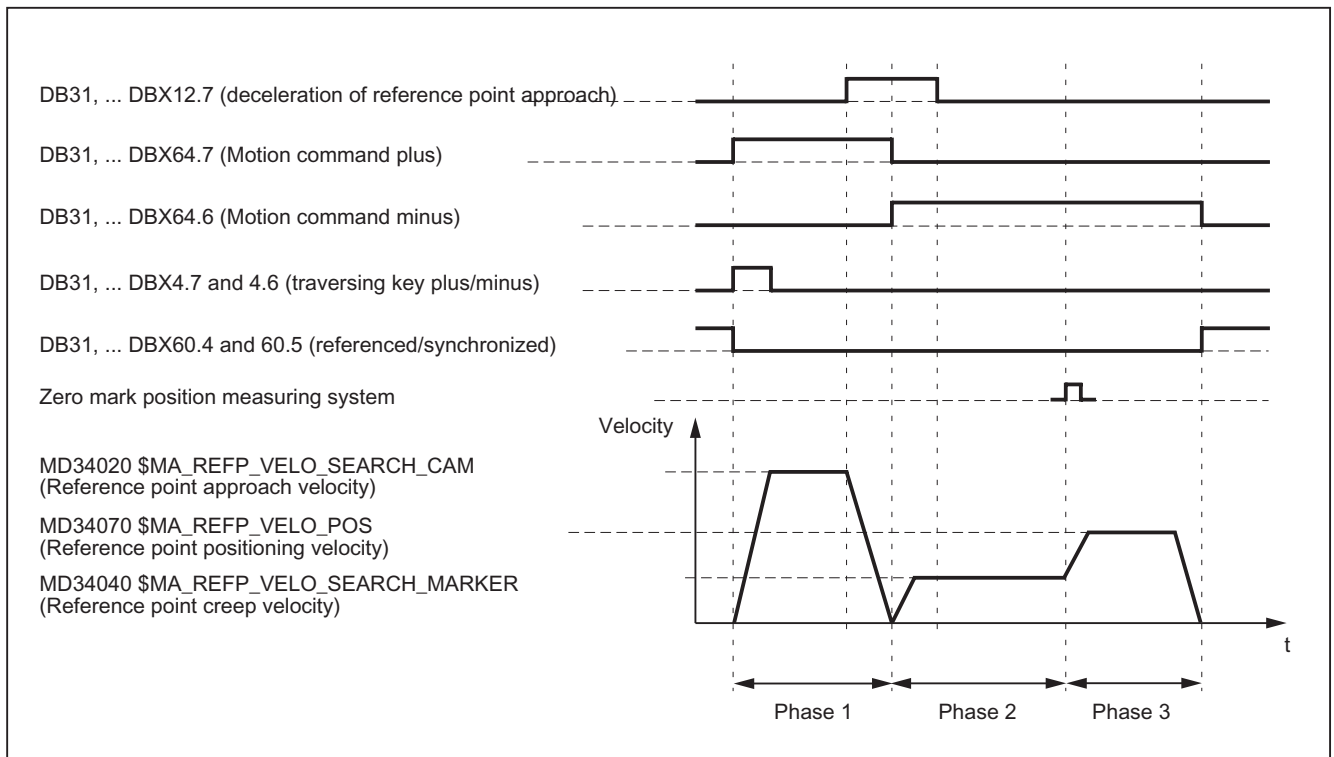 DB31, ... DBX12.7 (deceleration of reference point approach)
DB31, ... DBX64.7 (Motion command plus)
DB31, ... DBX64.6 (Motion command minus)
DB31, ... DBX4.7 and 4.6 (traversing key plus/minus)
DB31, ... DBX60.4 and 60.5 (referenced/synchronized)
Zero mark position measuring system
Velocity
MD34020 $MA_REFP_VELO_SEARCH_CAM
(Reference point approach velocity)
MD34070 $MA_REFP_VELO_POS
(Reference point positioning velocity)
MD34040 $MA_REFP_VELO_SEARCH_MARKER
(Reference point creep velocity)
t
Phase 1
Phase 2
Phase 3